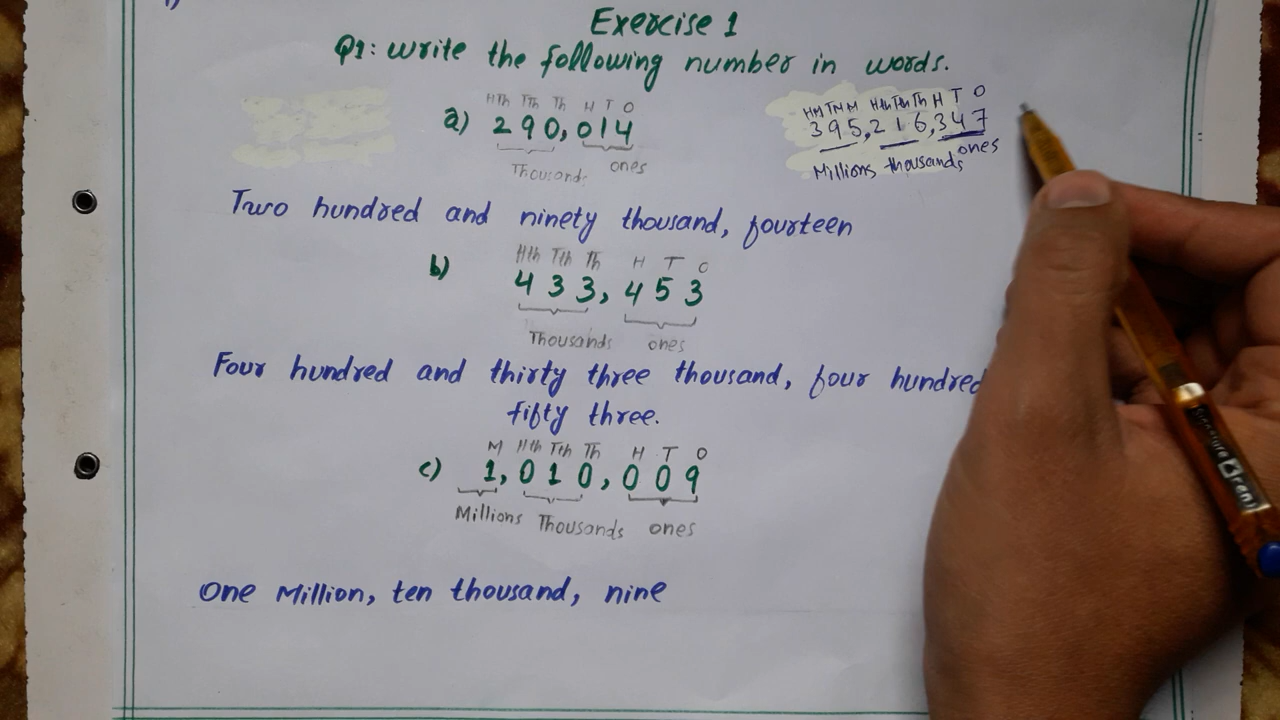 Exercise 1
Q1: write the following number in words.
HTh TTh Th H T O
a) 290,014
Thousands ones
HM TM M Hth Tth Th H T O
395,216,347
Millions thousands ones
Two hundred and ninety thousand, fourteen
Hth Tth Th H T O
b) 433,453
Thousands ones
Four hundred and thirty three thousand, four hundred
fifty three.
M Hth Tth Th H T O
c) 1,010,009
Millions Thousands ones
One Million, ten thousand, nine
Signature